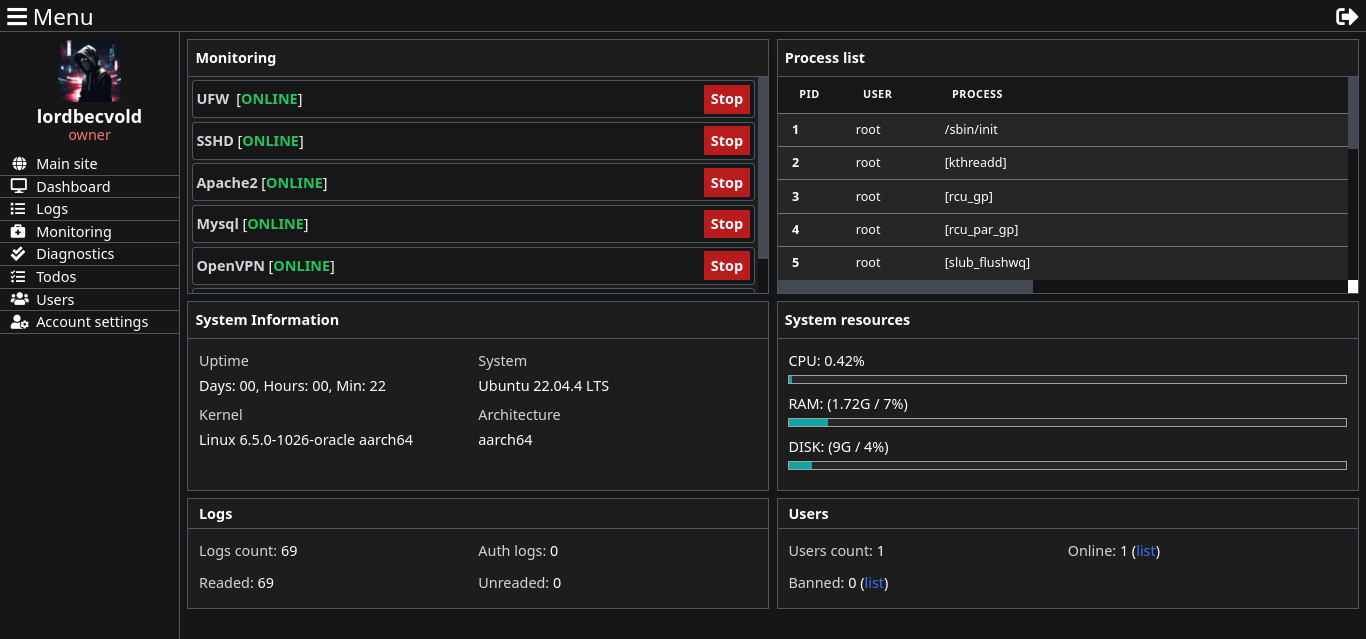 Menu
lordbecvold
owner
Main site
Dashboard
Logs
Monitoring
Diagnostics
Todos
Users
Account settings
Monitoring
UFW [ONLINE] Stop
SSHD [ONLINE] Stop
Apache2 [ONLINE] Stop
Mysql [ONLINE] Stop
OpenVPN [ONLINE] Stop
Process list
PID USER PROCESS
1 root /sbin/init
2 root [kthreadd]
3 root [rcu_gp]
4 root [rcu_par_gp]
5 root [slub_flushwq]
System Information
Uptime System
Days: 00, Hours: 00, Min: 22 Ubuntu 22.04.4 LTS
Kernel Architecture
Linux 6.5.0-1026-oracle aarch64 aarch64
System resources
CPU: 0.42%
RAM: (1.72G / 7%)
DISK: (9G / 4%)
Logs
Logs count: 69 Auth logs: 0
Readed: 69 Unreaded: 0
Users
Users count: 1 Online: 1 (list)
Banned: 0 (list)